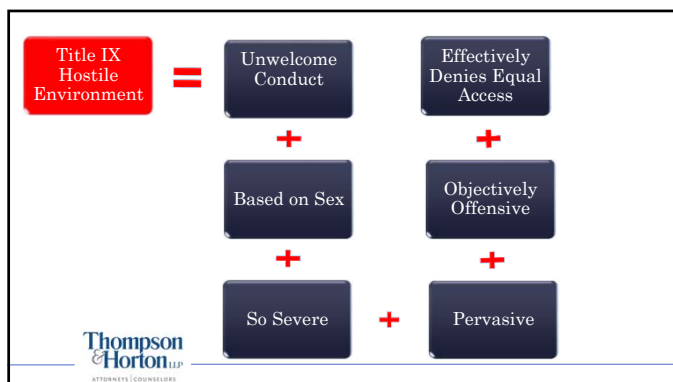 Title IX
Hostile
Environment
=
Unwelcome
Conduct
+
Based on Sex
+
So Severe
+
Pervasive
+
Objectively
Offensive
+
Effectively
Denies Equal
Access
Thompson
&Horton LLP
ATTORNEYS | COUNSELORS